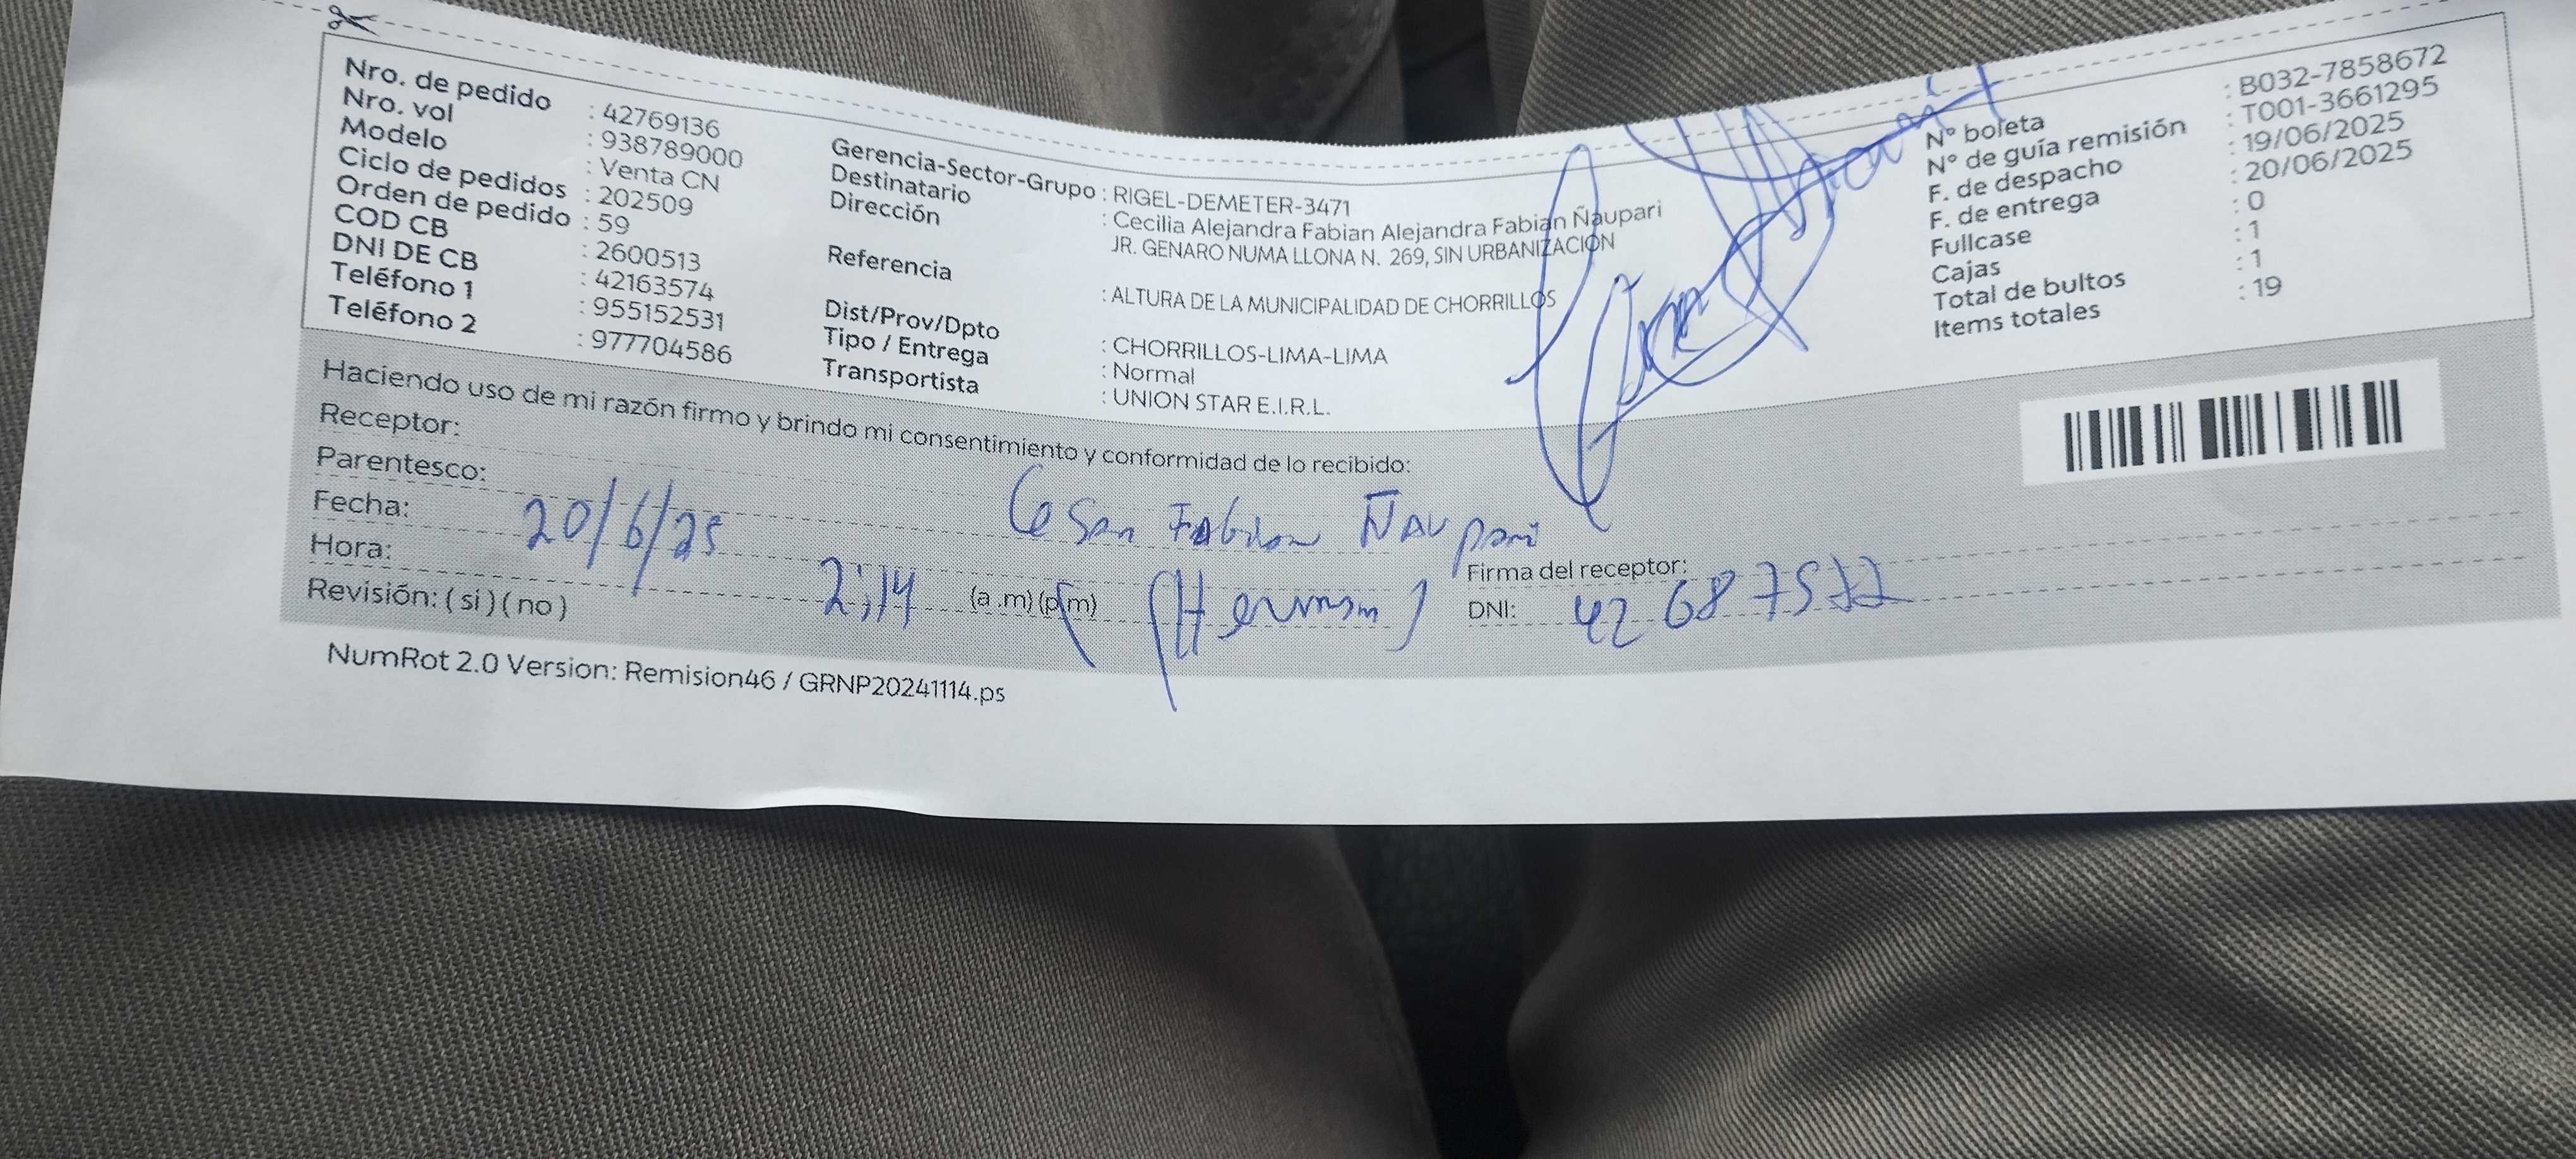 Nro. de pedido : 42769136
Nro. vol : 938789000
Modelo : Venta CN
Ciclo de pedidos : 202509
Orden de pedido : 59
COD CB : 2600513
DNI DE CB : 42163574
Teléfono 1 : 955152531
Teléfono 2 : 977704586
Gerencia-Sector-Grupo : RIGEL-DEMETER-3471
Destinatario : Cecilia Alejandra Fabian Alejandra Fabian Ñaupari
Dirección JR. GENARO NUMA LLONA N. 269, SIN URBANIZACIÓN
Referencia : ALTURA DE LA MUNICIPALIDAD DE CHORRILLOS
Dist/Prov/Dpto : CHORRILLOS-LIMA-LIMA
Tipo / Entrega : Normal
Transportista : UNION STAR E.I.R.L.
N° boleta : B032-7858672
N° de guía remisión : T001-3661295
F. de despacho : 19/06/2025
F. de entrega : 20/06/2025
Fullcase : 0
Cajas : 1
Total de bultos : 1
Items totales : 19
Haciendo uso de mi razón firmo y brindo mi consentimiento y conformidad de lo recibido:
Receptor: Cesar Fabian Ñaupari
Parentesco: (Herman)
Fecha: 20/6/25
Hora: 2:14 (a.m) (p.m)
Revisión: ( si ) ( no )
Firma del receptor:
DNI: 42687572
NumRot 2.0 Version: Remision46 / GRNP20241114.ps